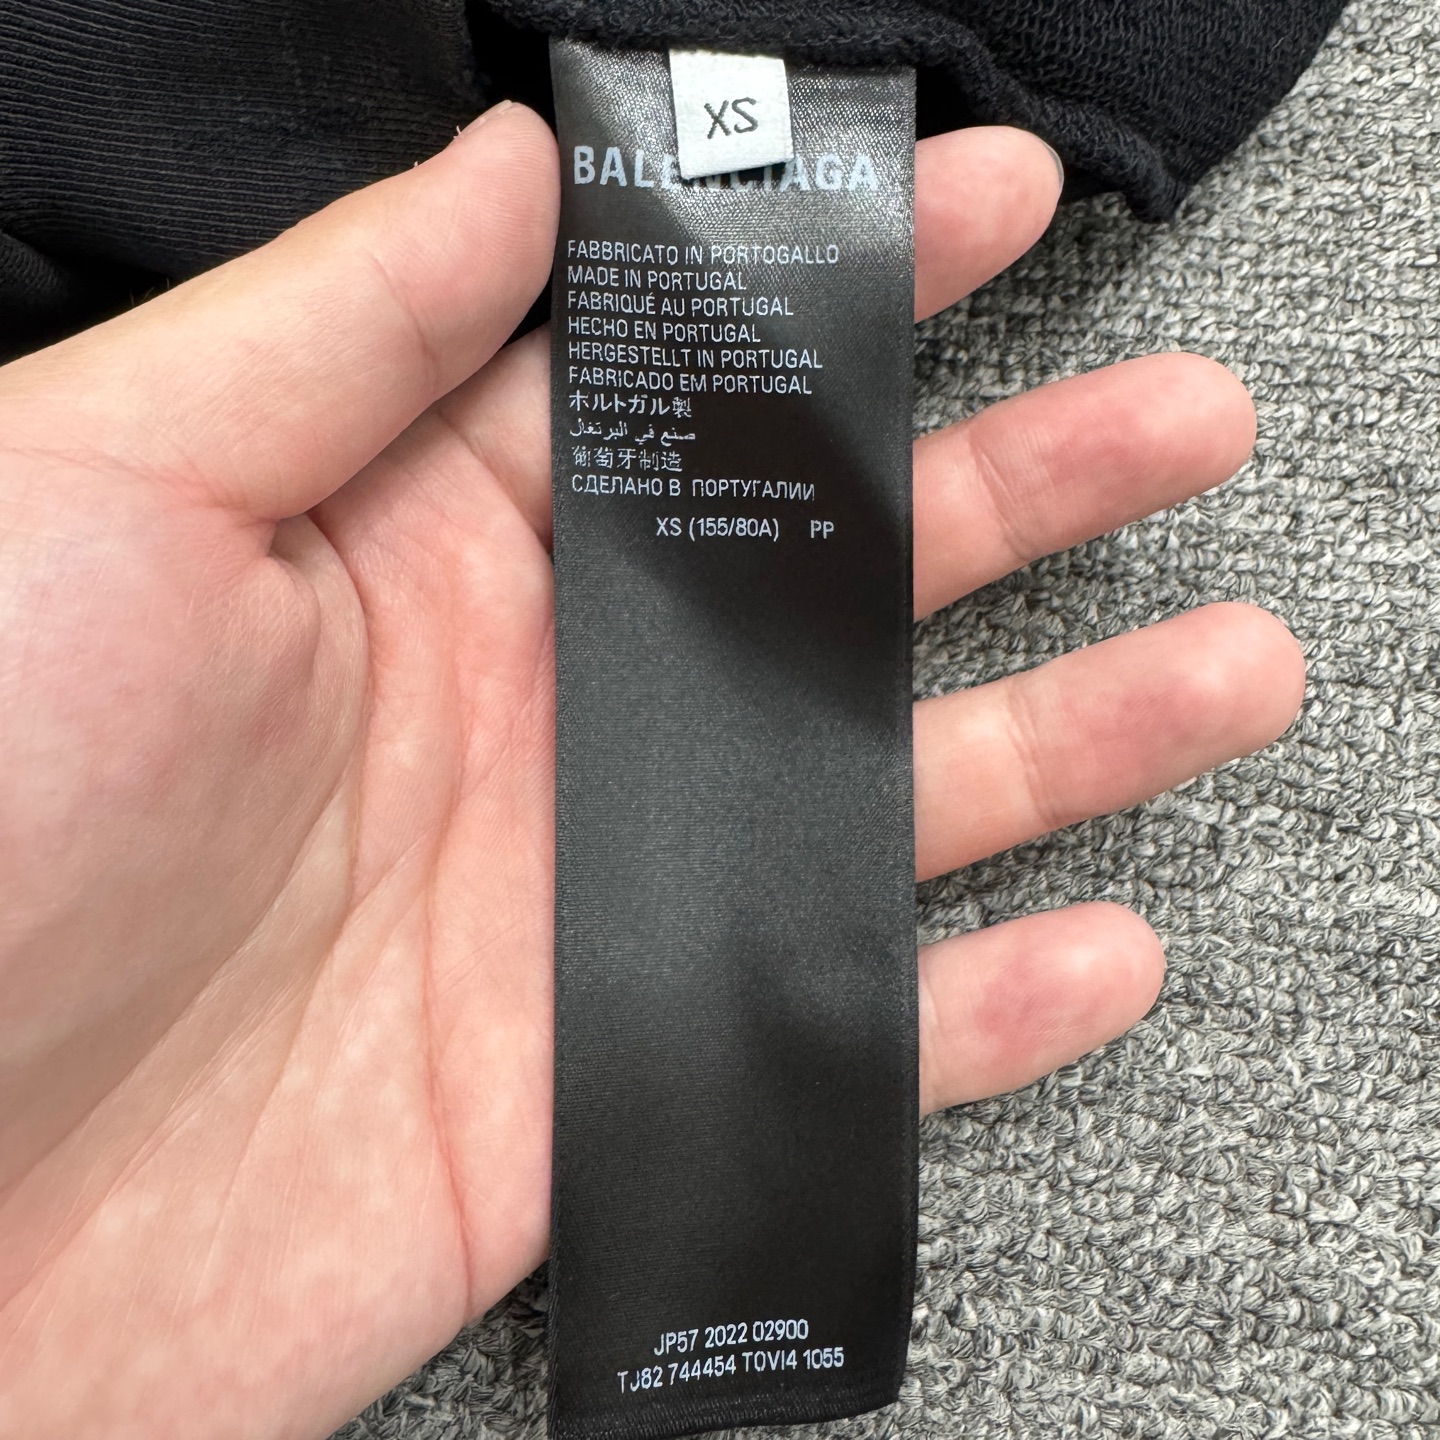 XS
BALENCIAGA
FABBRICATO IN PORTOGALLO
MADE IN PORTUGAL
FABRIQUÉ AU PORTUGAL
HECHO EN PORTUGAL
HERGESTELLT IN PORTUGAL
FABRICADO EM PORTUGAL
ポルトガル製
صنع في البرتغال
葡萄牙制造
СДЕЛАНО В ПОРТУГАЛИИ
XS (155/80A) PP
JP57 2022 02900
TJ82 744454 TOVI4 1055